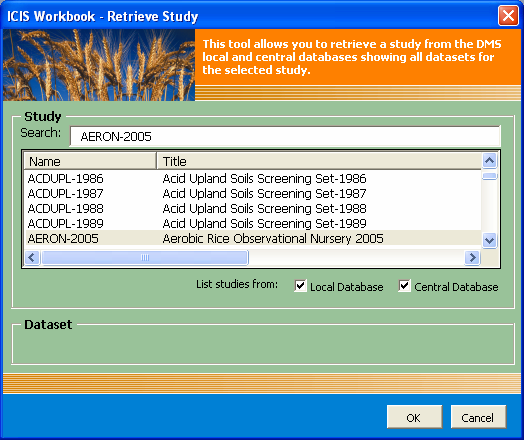 ICIS Workbook - Retrieve Study
This tool allows you to retrieve a study from the DMS
local and central databases showing all datasets for
the selected study.
Study
Search: AERON-2005
Name Title
ACDUPL-1986 Acid Upland Soils Screening Set-1986
ACDUPL-1987 Acid Upland Soils Screening Set-1987
ACDUPL-1988 Acid Upland Soils Screening Set-1988
ACDUPL-1989 Acid Upland Soils Screening Set-1989
AERON-2005 Aerobic Rice Observational Nursery 2005
List studies from: Local Database Central Database
Dataset
OK Cancel